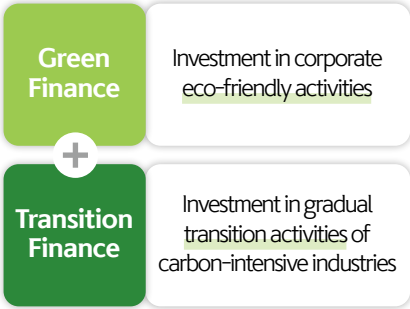 Green
Finance
Investment in corporate
eco-friendly activities
+
Transition
Finance
Investment in gradual
transition activities of
carbon-intensive industries